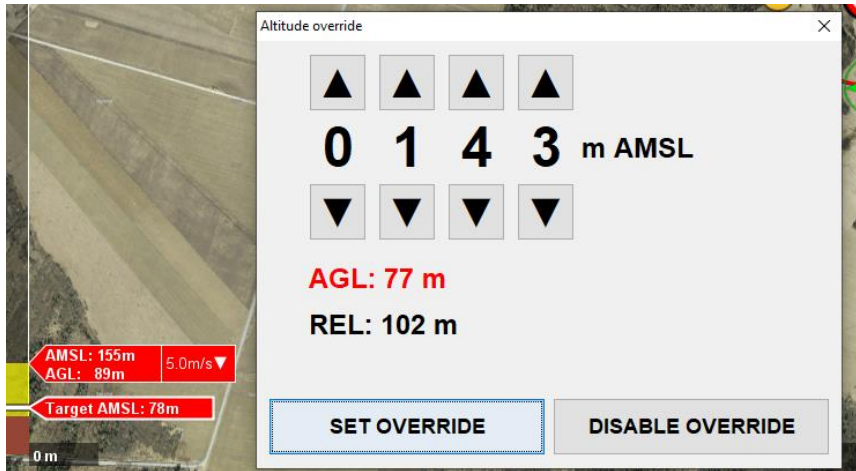 Altitude override
0 1 4 3 m AMSL
AGL: 77 m
REL: 102 m
AMSL: 155m
AGL: 89m
5.0m/s▼
Target AMSL: 78m
SET OVERRIDE
DISABLE OVERRIDE
0 m